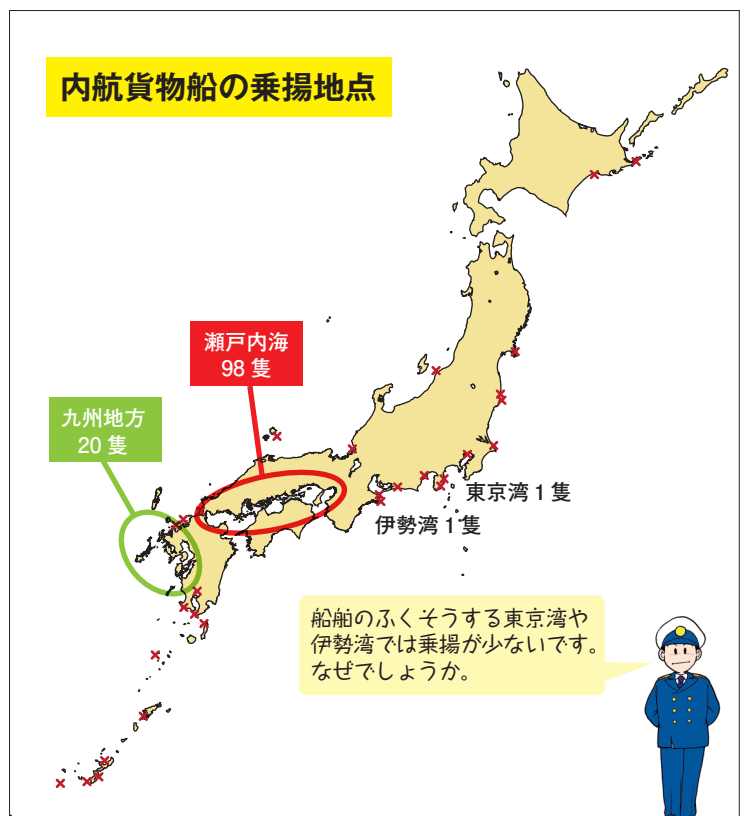 内航貨物船の乗揚地点
瀬戸内海
98 隻
九州地方
20 隻
東京湾 1 隻
伊勢湾 1 隻
船舶のふくそうする東京湾や
伊勢湾では乗揚が少ないです。
なぜでしょうか。